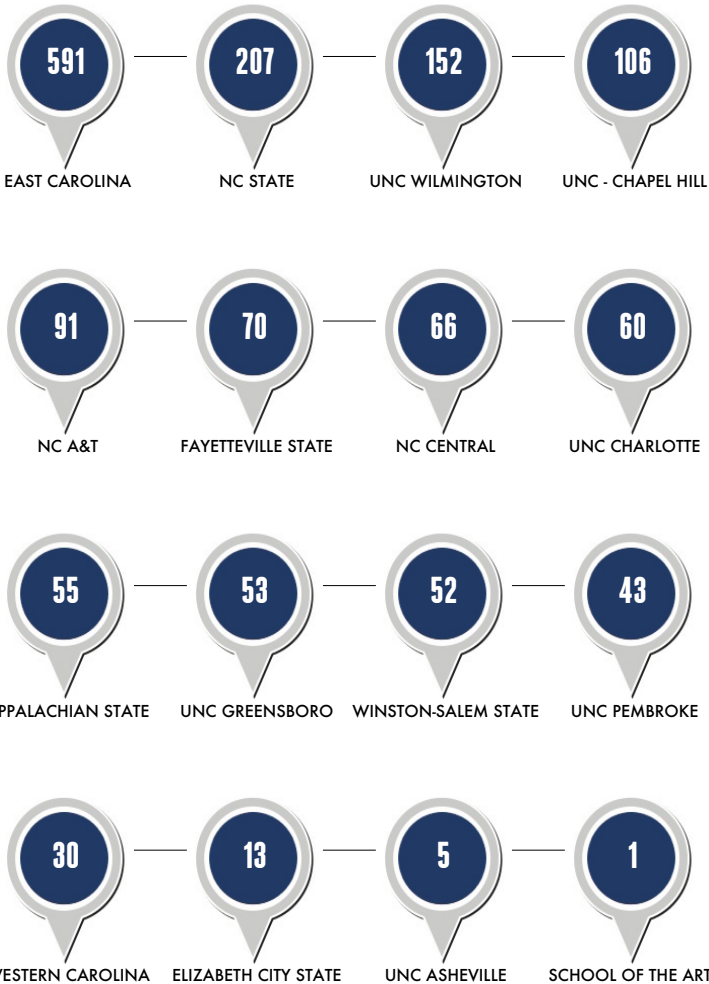 591 207 152 106
EAST CAROLINA NC STATE UNC WILMINGTON UNC - CHAPEL HILL
91 70 66 60
NC A&T FAYETTEVILLE STATE NC CENTRAL UNC CHARLOTTE
55 53 52 43
PPALACHIAN STATE UNC GREENSBORO WINSTON-SALEM STATE UNC PEMBROKE
30 13 5 1
WESTERN CAROLINA ELIZABETH CITY STATE UNC ASHEVILLE SCHOOL OF THE ART